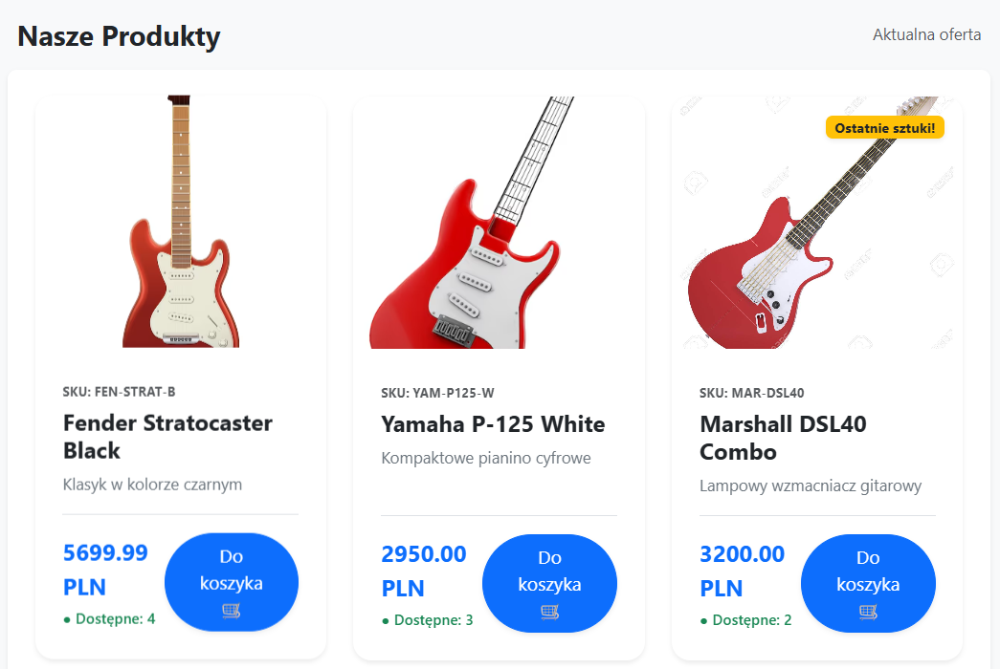 Nasze Produkty
Aktualna oferta
SKU: FEN-STRAT-B
Fender Stratocaster
Black
Klasyk w kolorze czarnym
5699.99
PLN
● Dostępne: 4
Do
koszyka
🛒
SKU: YAM-P125-W
Yamaha P-125 White
Kompaktowe pianino cyfrowe
2950.00
PLN
● Dostępne: 3
Do
koszyka
🛒
Ostatnie sztuki!
SKU: MAR-DSL40
Marshall DSL40
Combo
Lampowy wzmacniacz gitarowy
3200.00
PLN
● Dostępne: 2
Do
koszyka
🛒